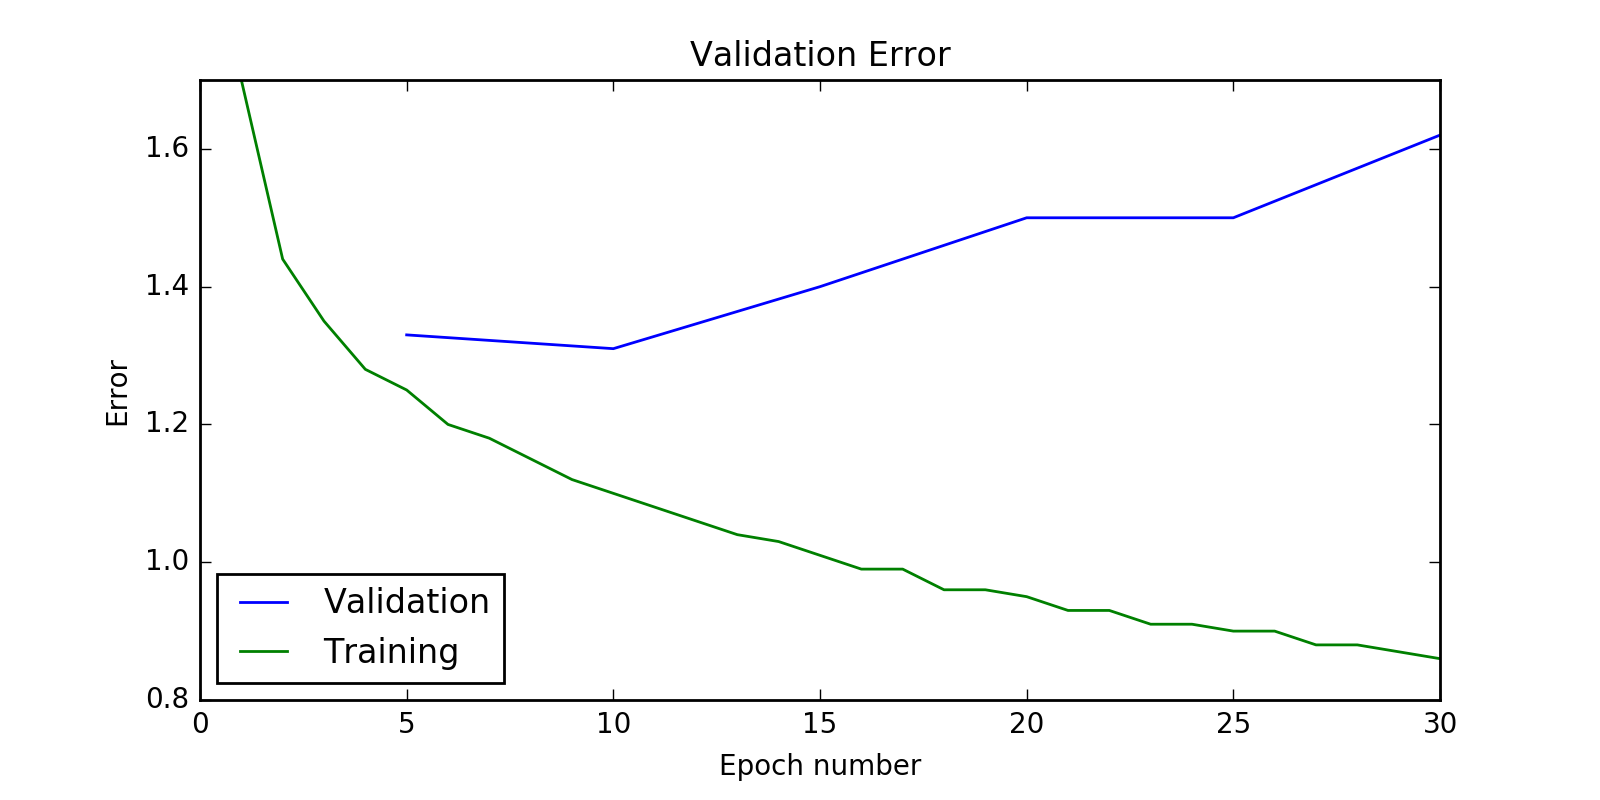 Validation Error
1.6
1.4
1.2
1.0
0.8
Error
Validation
Training
0 5 10 15 20 25 30
Epoch number